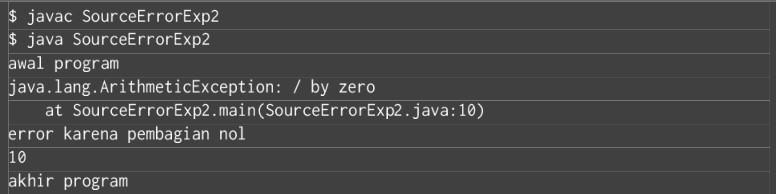 $ javac SourceErrorExp2
$ java SourceErrorExp2
awal program
java.lang.ArithmeticException: / by zero
    at SourceErrorExp2.main(SourceErrorExp2.java:10)
error karena pembagian nol
10
akhir program